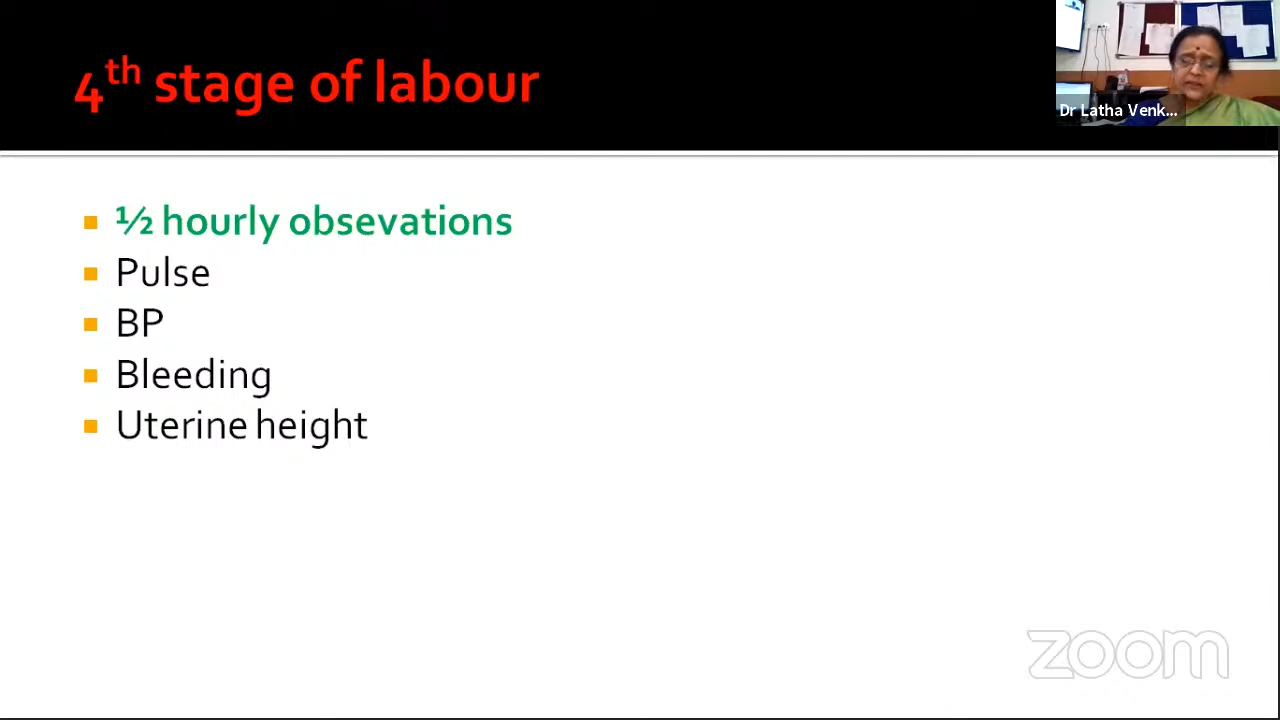 4th stage of labour
Dr Latha Venk...
½ hourly obsevations
Pulse
BP
Bleeding
Uterine height
zoom